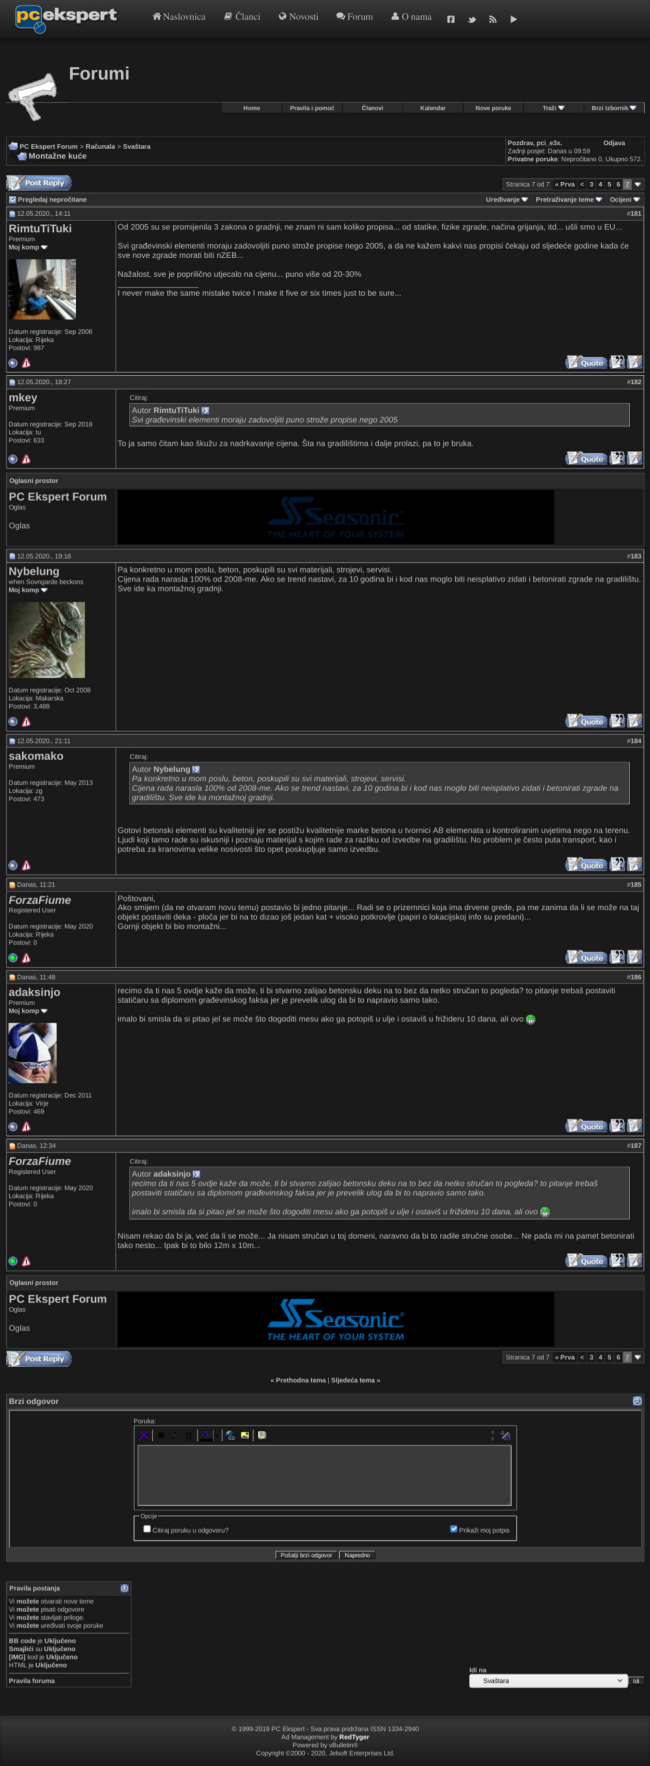 pcekspert
Naslovnica Članci Novosti Forum O nama
Forumi
Home Pravila i pomoć Članovi Kalendar Nove poruke Traži Brzi Izbornik
PC Ekspert Forum > Računala > Svaštara
Montažne kuće
Pozdrav, pci_e3x. Odjava
Zadnji posjet: Danas u 09:59
Privatne poruke: Nepročitano 0, Ukupno 572.
Post Reply
Stranica 7 od 7 « Prva < 3 4 5 6 7
Pregledaj nepročitane Uređivanje Pretraživanje teme Ocijeni
12.05.2020., 14:11 #181
RimtuTiTuki
Premium
Moj komp
Datum registracije: Sep 2006
Lokacija: Rijeka
Postovi: 987
Od 2005 su se promijenila 3 zakona o gradnji, ne znam ni sam koliko propisa... od statike, fizike zgrade, načina grijanja, itd... ušli smo u EU...
Svi građevinski elementi moraju zadovoljiti puno strože propise nego 2005, a da ne kažem kakvi nas propisi čekaju od sljedeće godine kada će
sve nove zgrade morati biti nZEB...
Nažalost, sve je poprilično utjecalo na cijenu... puno više od 20-30%
__________________
I never make the same mistake twice I make it five or six times just to be sure...
Quote
12.05.2020., 18:27 #182
mkey
Premium
Datum registracije: Sep 2018
Lokacija: tu
Postovi: 633
Citiraj:
Autor RimtuTiTuki
Svi građevinski elementi moraju zadovoljiti puno strože propise nego 2005
To ja samo čitam kao škužu za nadrkavanje cijena. Šta na gradilištima i dalje prolazi, pa to je bruka.
Quote
Oglasni prostor
PC Ekspert Forum
Oglas
Oglas
Seasonic
THE HEART OF YOUR SYSTEM
12.05.2020., 19:18 #183
Nybelung
when Sovngarde beckons
Moj komp
Datum registracije: Oct 2008
Lokacija: Makarska
Postovi: 3,488
Pa konkretno u mom poslu, beton, poskupili su svi materijali, strojevi, servisi.
Cijena rada narasla 100% od 2008-me. Ako se trend nastavi, za 10 godina bi i kod nas moglo biti neisplativo zidati i betonirati zgrade na gradilištu.
Sve ide ka montažnoj gradnji.
Quote
12.05.2020., 21:11 #184
sakomako
Premium
Datum registracije: May 2013
Lokacija: zg
Postovi: 473
Citiraj:
Autor Nybelung
Pa konkretno u mom poslu, beton, poskupili su svi materijali, strojevi, servisi.
Cijena rada narasla 100% od 2008-me. Ako se trend nastavi, za 10 godina bi i kod nas moglo biti neisplativo zidati i betonirati zgrade na
gradilištu. Sve ide ka montažnoj gradnji.
Gotovi betonski elementi su kvalitetniji jer se postižu kvalitetnije marke betona u tvornici AB elemenata u kontroliranim uvjetima nego na terenu.
Ljudi koji tamo rade su iskusniji i poznaju materijal s kojim rade za razliku od izvedbe na gradilištu. No problem je često puta transport, kao i
potreba za kranovima velike nosivosti što opet poskupljuje samo izvedbu.
Quote
Danas, 11:21 #185
ForzaFiume
Registered User
Datum registracije: May 2020
Lokacija: Rijeka
Postovi: 0
Poštovani,
Ako smijem (da ne otvaram novu temu) postavio bi jedno pitanje... Radi se o prizemnici koja ima drvene grede, pa me zanima da li se može na taj
objekt postaviti deka - ploča jer bi na to dizao još jedan kat + visoko potkrovlje (papiri o lokacijskoj info su predani)...
Gornji objekt bi bio montažni...
Quote
Danas, 11:48 #186
adaksinjo
Premium
Moj komp
Datum registracije: Dec 2011
Lokacija: Virje
Postovi: 469
recimo da ti nas 5 ovdje kaže da može, ti bi stvarno zalijao betonsku deku na to bez da netko stručan to pogleda? to pitanje trebaš postaviti
statičaru sa diplomom građevinskog faksa jer je prevelik ulog da bi to napravio samo tako.
imalo bi smisla da si pitao jel se može što dogoditi mesu ako ga potopiš u ulje i ostaviš u frižideru 10 dana, ali ovo
Quote
Danas, 12:34 #187
ForzaFiume
Registered User
Datum registracije: May 2020
Lokacija: Rijeka
Postovi: 0
Citiraj:
Autor adaksinjo
recimo da ti nas 5 ovdje kaže da može, ti bi stvarno zalijao betonsku deku na to bez da netko stručan to pogleda? to pitanje trebaš
postaviti statičaru sa diplomom građevinskog faksa jer je prevelik ulog da bi to napravio samo tako.
imalo bi smisla da si pitao jel se može što dogoditi mesu ako ga potopiš u ulje i ostaviš u frižideru 10 dana, ali ovo
Nisam rekao da bi ja, već da li se može... Ja nisam stručan u toj domeni, naravno da bi to radile stručne osobe... Ne pada mi na pamet betonirati
tako nesto... Ipak bi to bilo 12m x 10m...
Quote
Oglasni prostor
PC Ekspert Forum
Oglas
Oglas
Seasonic
THE HEART OF YOUR SYSTEM
Post Reply
Stranica 7 od 7 « Prva < 3 4 5 6 7
« Prethodna tema | Sljedeća tema »
Brzi odgovor
Poruka:
Opcije
Citiraj poruku u odgovoru? Prikaži moj potpis
Pošalji brzi odgovor Napredno
Pravila postanja
Vi možete otvarati nove teme
Vi možete pisati odgovore
Vi možete stavljati priloge.
Vi možete uređivati svoje poruke
BB code je Uključeno
Smajlići su Uključeno
[IMG] kod je Uključeno
HTML je Uključeno
Pravila foruma
Idi na
Svaštara Idi
© 1999-2019 PC Ekspert - Sva prava pridržana ISSN 1334-2940
Ad Management by RedTyger
Powered by vBulletin®
Copyright ©2000 - 2020, Jelsoft Enterprises Ltd.